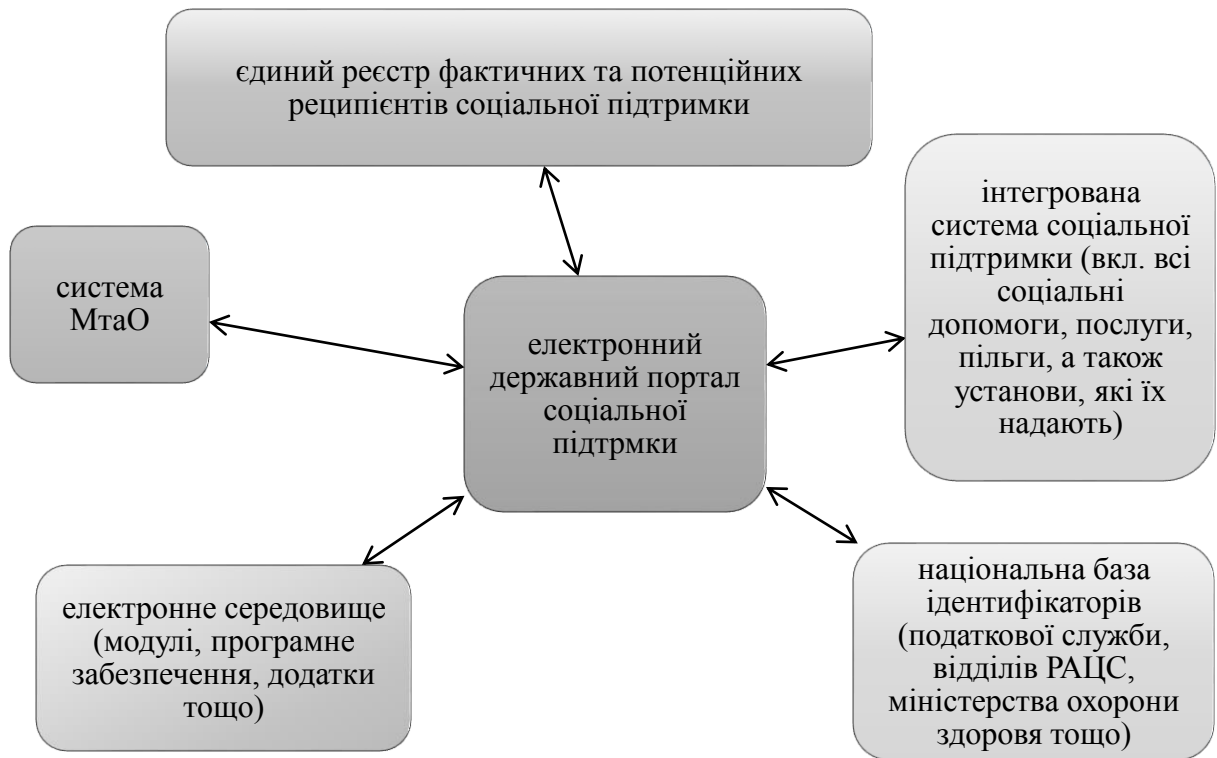 єдиний реєстр фактичних та потенційних
реципієнтів соціальної підтримки
система
МтаО
електронний
державний портал
соціальної
підтрмки
інтегрована
система соціальної
підтримки (вкл. всі
соціальні
допомоги, послуги,
пільги, а також
установи, які їх
надають)
електронне середовище
(модулі, програмне
забезпечення, додатки
тощо)
національна база
ідентифікаторів
(податкової служби,
відділів РАЦС,
міністерства охорони
здоровя тощо)